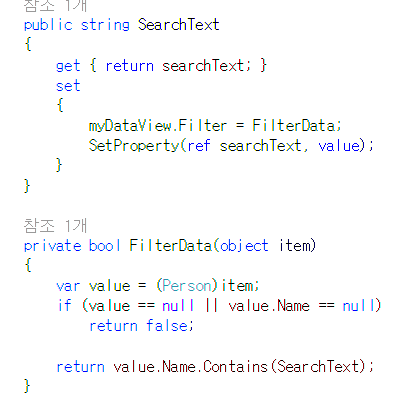 참조 1개
public string SearchText
{
    get { return searchText; }
    set
    {
        myDataView.Filter = FilterData;
        SetProperty(ref searchText, value);
    }
}
참조 1개
private bool FilterData(object item)
{
    var value = (Person)item;
    if (value == null || value.Name == null)
        return false;
    return value.Name.Contains(SearchText);
}